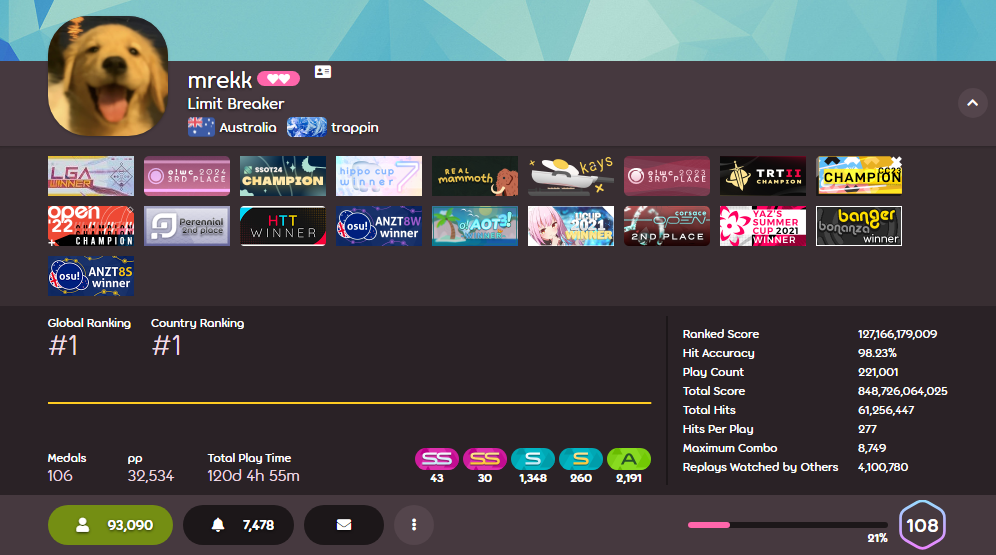 mrekk
Limit Breaker
Australia trappin
LGA WINNER
o!wc 2024 3RD PLACE
SSOT24 CHAMPION
hippo cup winner 7
REAL mammoth
kays
o!wc 2023 3RD PLACE
TRT II CHAMPION
CHAMPION
open 22 CHAMPION
Perennial 2nd place
HTT WINNER
osu! ANZT8W winner
UCUP 2021 WINNER
corsace OPEN 2ND PLACE
YAZ'S SUMMER CUP 2021 WINNER
banger bonanza winner
osu! ANZT8S winner
Global Ranking Country Ranking
#1 #1
Ranked Score 127,166,179,009
Hit Accuracy 98.23%
Play Count 221,001
Total Score 848,726,064,025
Total Hits 61,256,447
Hits Per Play 277
Maximum Combo 8,749
Replays Watched by Others 4,100,780
Medals pp Total Play Time
106 32,534 120d 4h 55m
SS SS S S A
43 30 1,348 260 2,191
93,090 7,478
21% 108